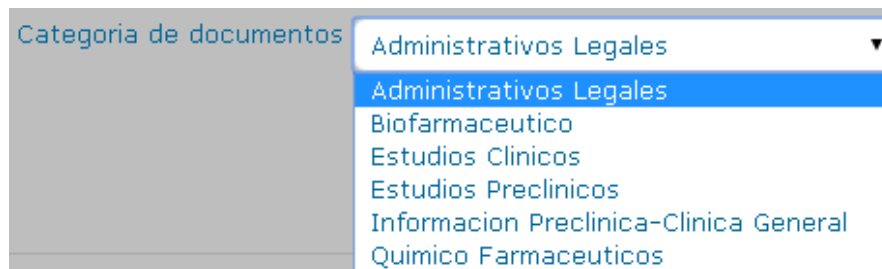 Categoria de documentos Administrativos Legales
Administrativos Legales
Biofarmaceutico
Estudios Clinicos
Estudios Preclinicos
Informacion Preclinica-Clinica General
Quimico Farmaceuticos